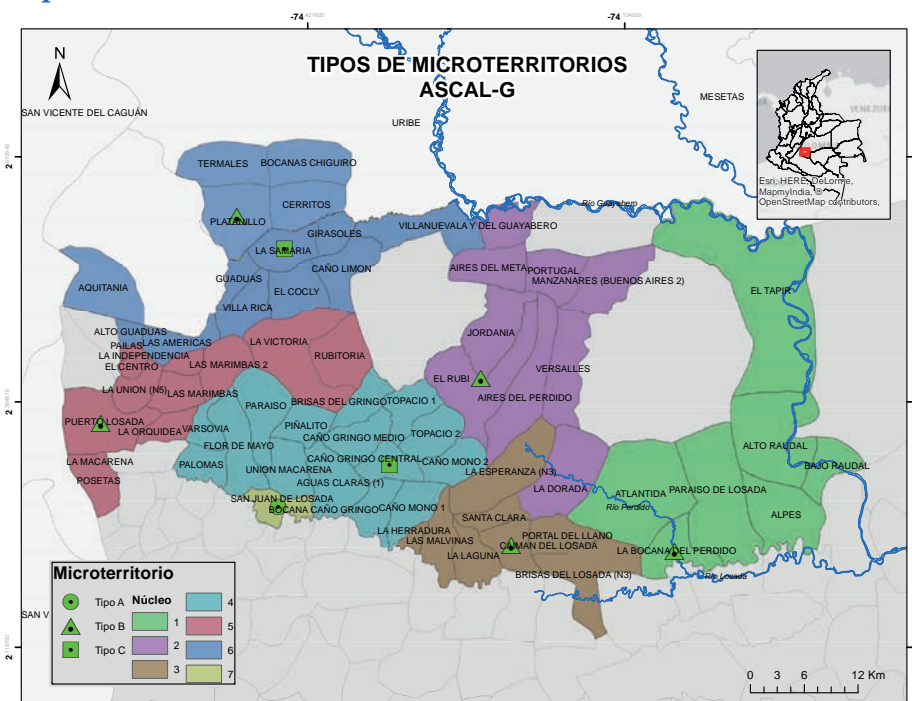 -74.421920
-74.184000
TIPOS DE MICROTERRITORIOS
ASCAL-G
N
SAN VICENTE DEL CAGUÁN
URIBE
MESETAS
VENEZUE
Esri, HERE, DeLorme,
MapmyIndia, ©
OpenStreetMap contributors,
TERMALES
BOCANAS CHIGUIRO
CERRITOS
PLATANILLO
GIRASOLES
LA SAMARIA
VILLANUEVALA Y DEL GUAYABERO
Río Guayabero
GUADUAS
CAÑO LIMON
AIRES DEL META
PORTUGAL
MANZANARES (BUENOS AIRES 2)
EL TAPIR
AQUITANIA
EL COCLY
VILLA RICA
ALTO GUADUAS
PAILAS
LAS AMERICAS
LA INDEPENDENCIA
EL CENTRO
LA VICTORIA
RUBITORIA
LAS MARIMBAS 2
JORDANIA
VERSALLES
EL RUBI
AIRES DEL PERDIDO
LA UNION (N5)
LAS MARIMBAS
PARAISO
BRISAS DEL GRINGO
TOPACIO 1
PUERTO LOSADA
LA ORQUIDEA
VARSOVIA
PIÑALITO
FLOR DE MAYO
CAÑO GRINGO MEDIO
TOPACIO 2
ALTO RAUDAL
BAJO RAUDAL
LA MACARENA
PALOMAS
UNION MACARENA
CAÑO GRINGO CENTRAL
CAÑO MONO 2
LA ESPERANZA (N3)
POSETAS
AGUAS CLARAS (1)
LA DORADA
ATLANTIDA
PARAISO DE LOSADA
SAN JUAN DE LOSADA
BOCANA CAÑO GRINGO
CAÑO MONO 1
Río Perdido
ALPES
SANTA CLARA
LA HERRADURA
LAS MALVINAS
PORTAL DEL LLANO
CAIMAN DEL LOSADA
LA LAGUNA
LA BOCANA DEL PERDIDO
BRISAS DEL LOSADA (N3)
Río Losada
SAN V
Microterritorio
Tipo A
Tipo B
Tipo C
Núcleo
1
2
3
4
5
6
7
0 3 6 12 Km